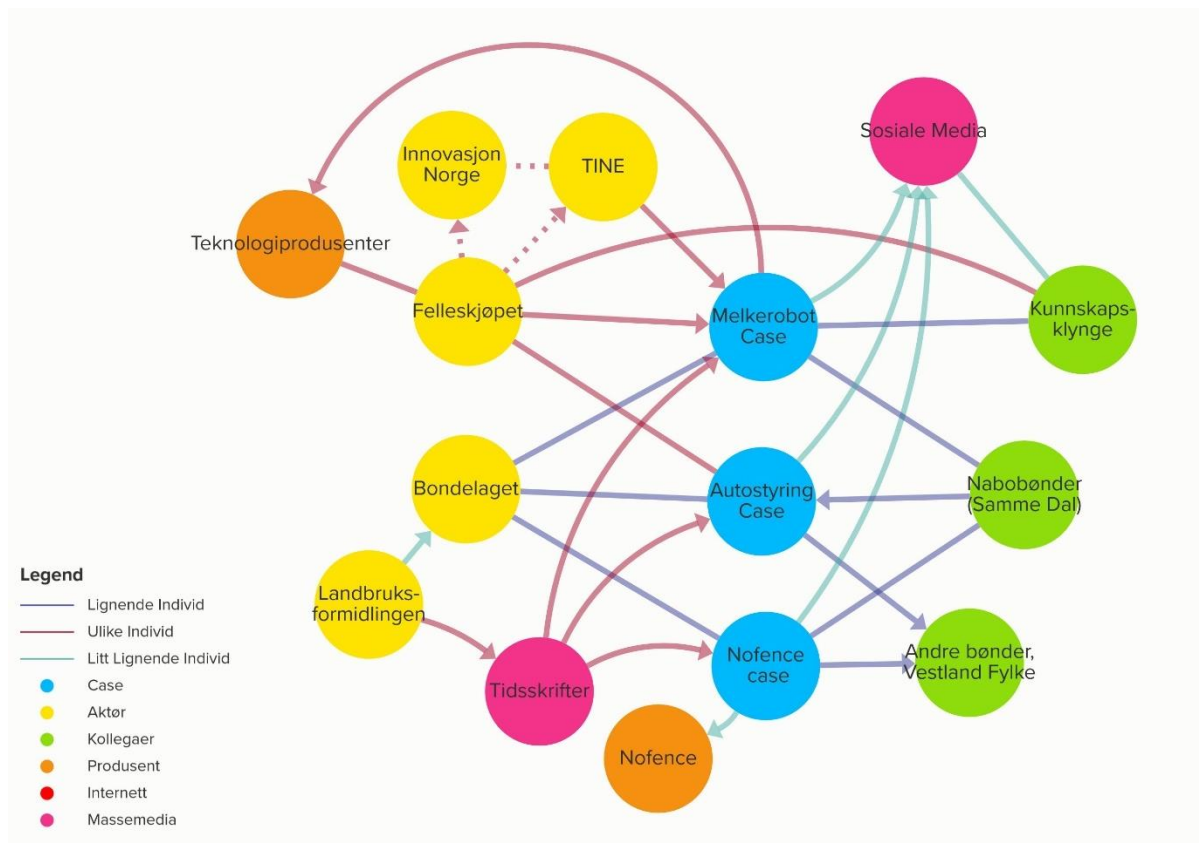 Sosiale Media
Innovasjon
Norge
TINE
Teknologiprodusenter
Felleskjøpet
Melkerobot
Case
Kunnskaps-
klynge
Bondelaget
Autostyring
Case
Nabobønder
(Samme Dal)
Landbruks-
formidlingen
Tidsskrifter
Nofence
case
Andre bønder,
Vestland Fylke
Nofence
Legend
Lignende Individ
Ulike Individ
Litt Lignende Individ
Case
Aktør
Kollegaer
Produsent
Internett
Massemedia